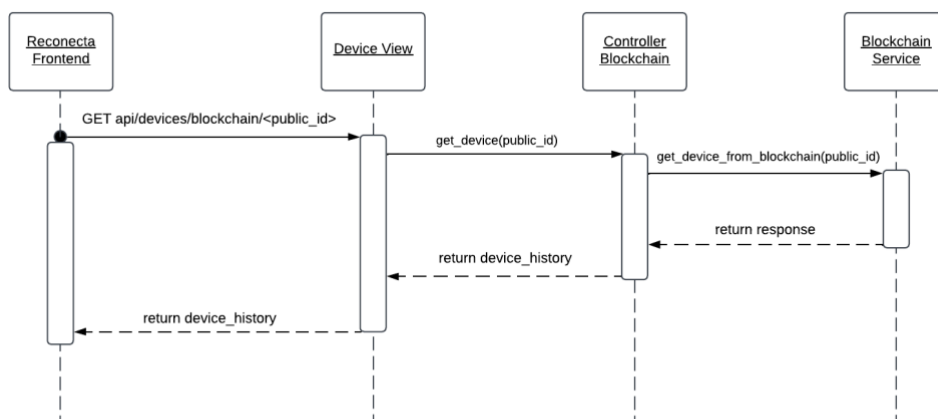 Reconecta
Frontend
Device View
Controller
Blockchain
Blockchain
Service
GET api/devices/blockchain/<public_id>
get_device(public_id)
get_device_from_blockchain(public_id)
return response
return device_history
return device_history